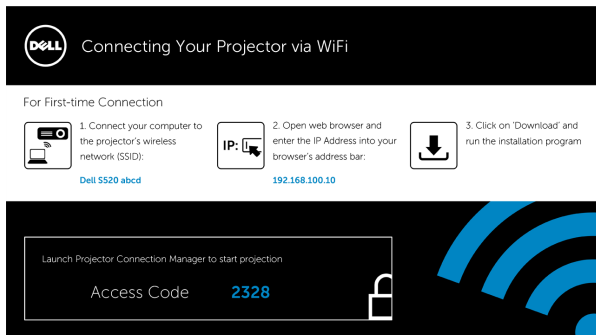 DELL
Connecting Your Projector via WiFi
For First-time Connection
1. Connect your computer to
the projector's wireless
network (SSID):
Dell S520 abcd
IP:
2. Open web browser and
enter the IP Address into your
browser's address bar:
192.168.100.10
3. Click on 'Download' and
run the installation program
Launch Projector Connection Manager to start projection
Access Code 2328